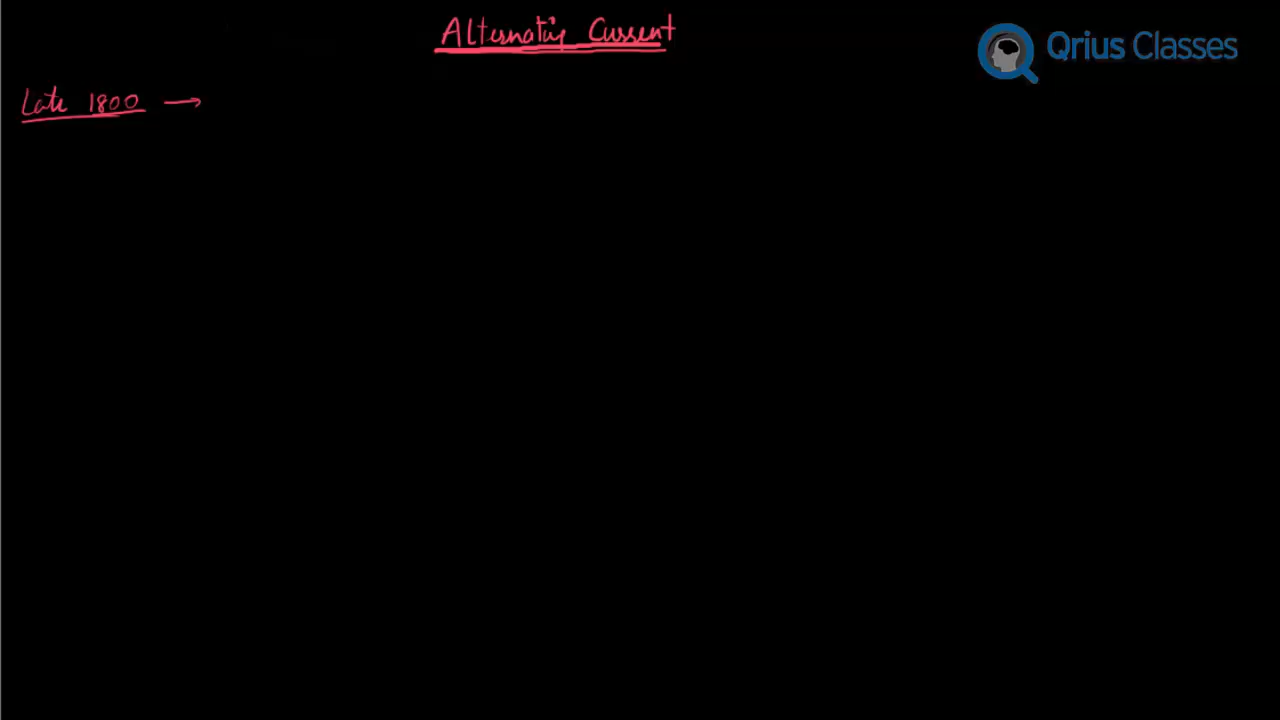 Alternating Current
Qrius Classes
Late 1800 →